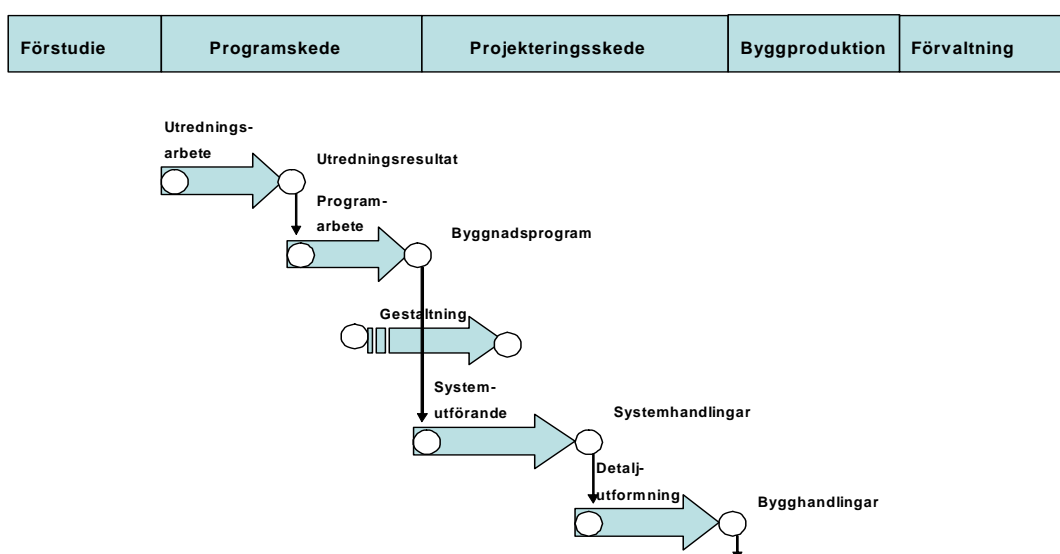 Förstudie Programskede Projekteringsskede Byggproduktion Förvaltning
Utrednings-
arbete
Utredningsresultat
Program-
arbete
Byggnadsprogram
Gestaltning
System-
utförande
Systemhandlingar
Detalj-
utformning
Bygghandlingar